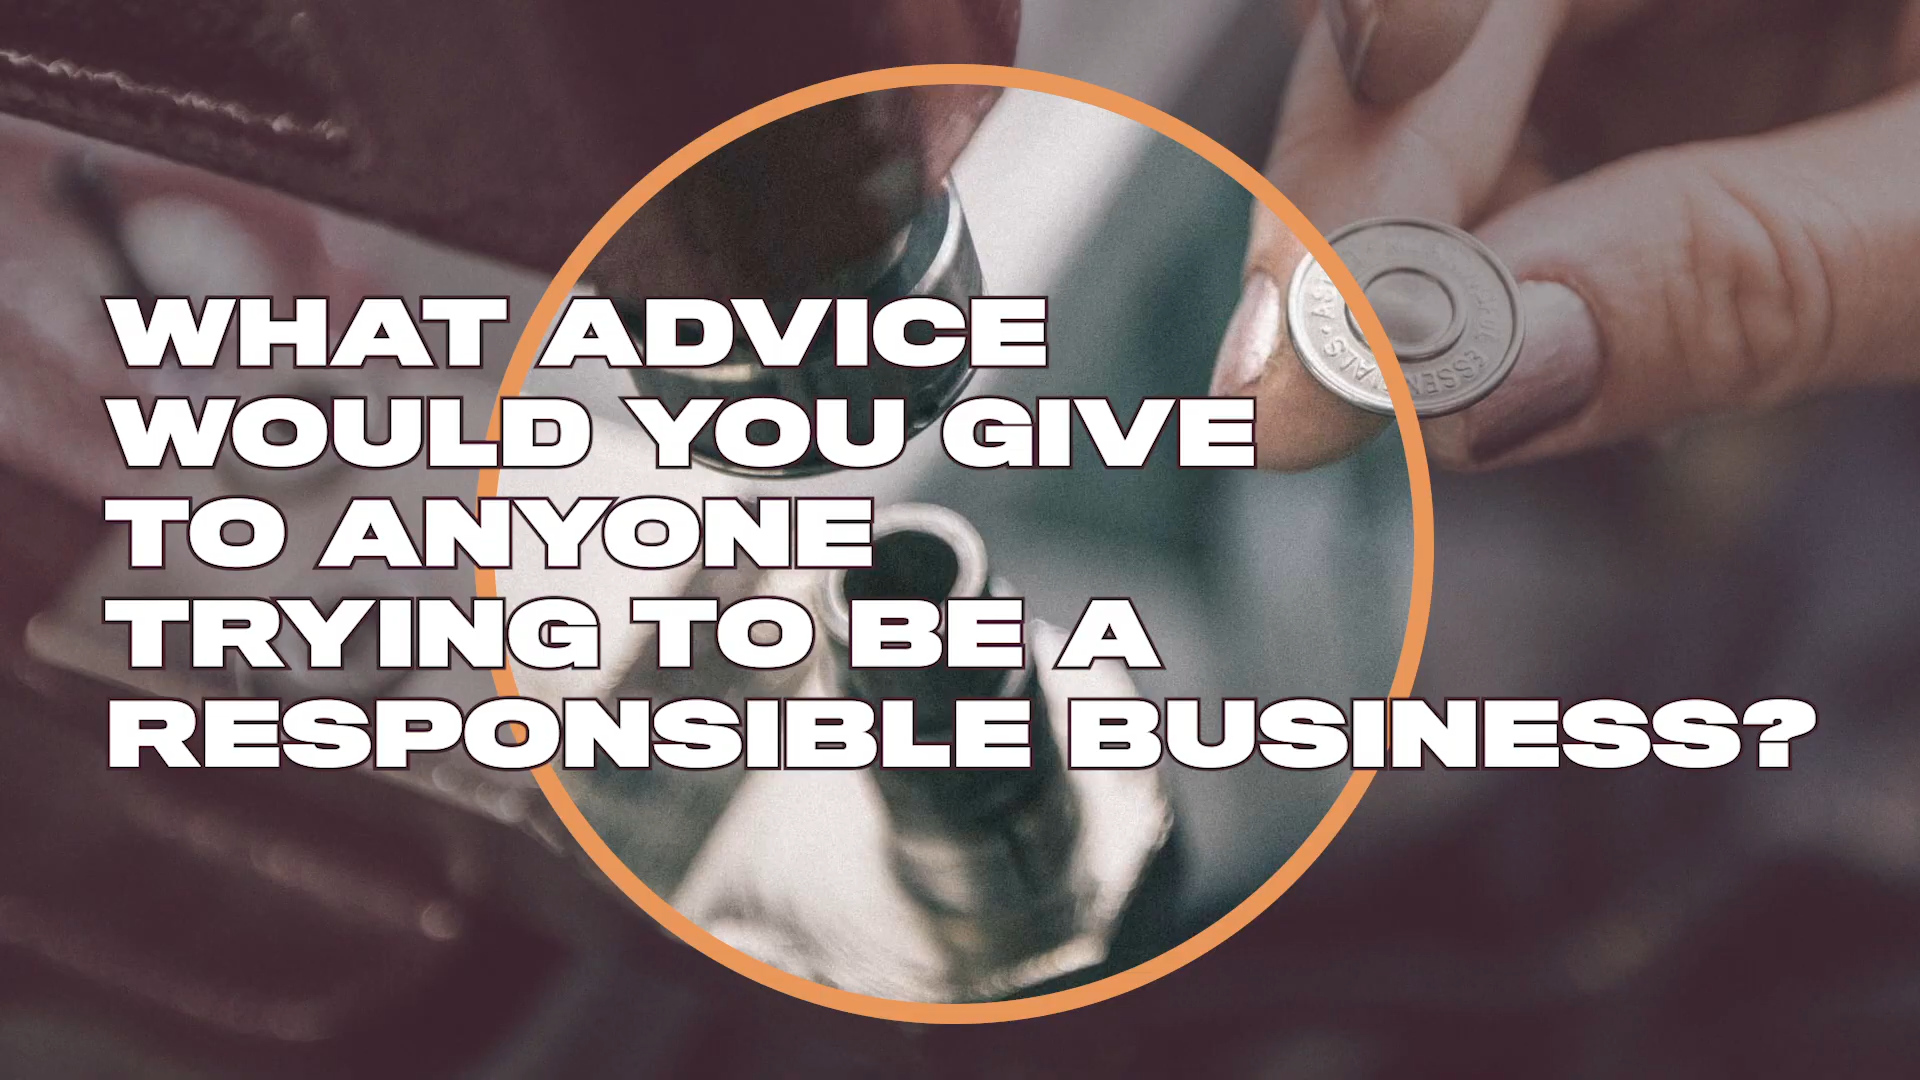 WHAT ADVICE
WOULD YOU GIVE
TO ANYONE
TRYING TO BE A
RESPONSIBLE BUSINESS?